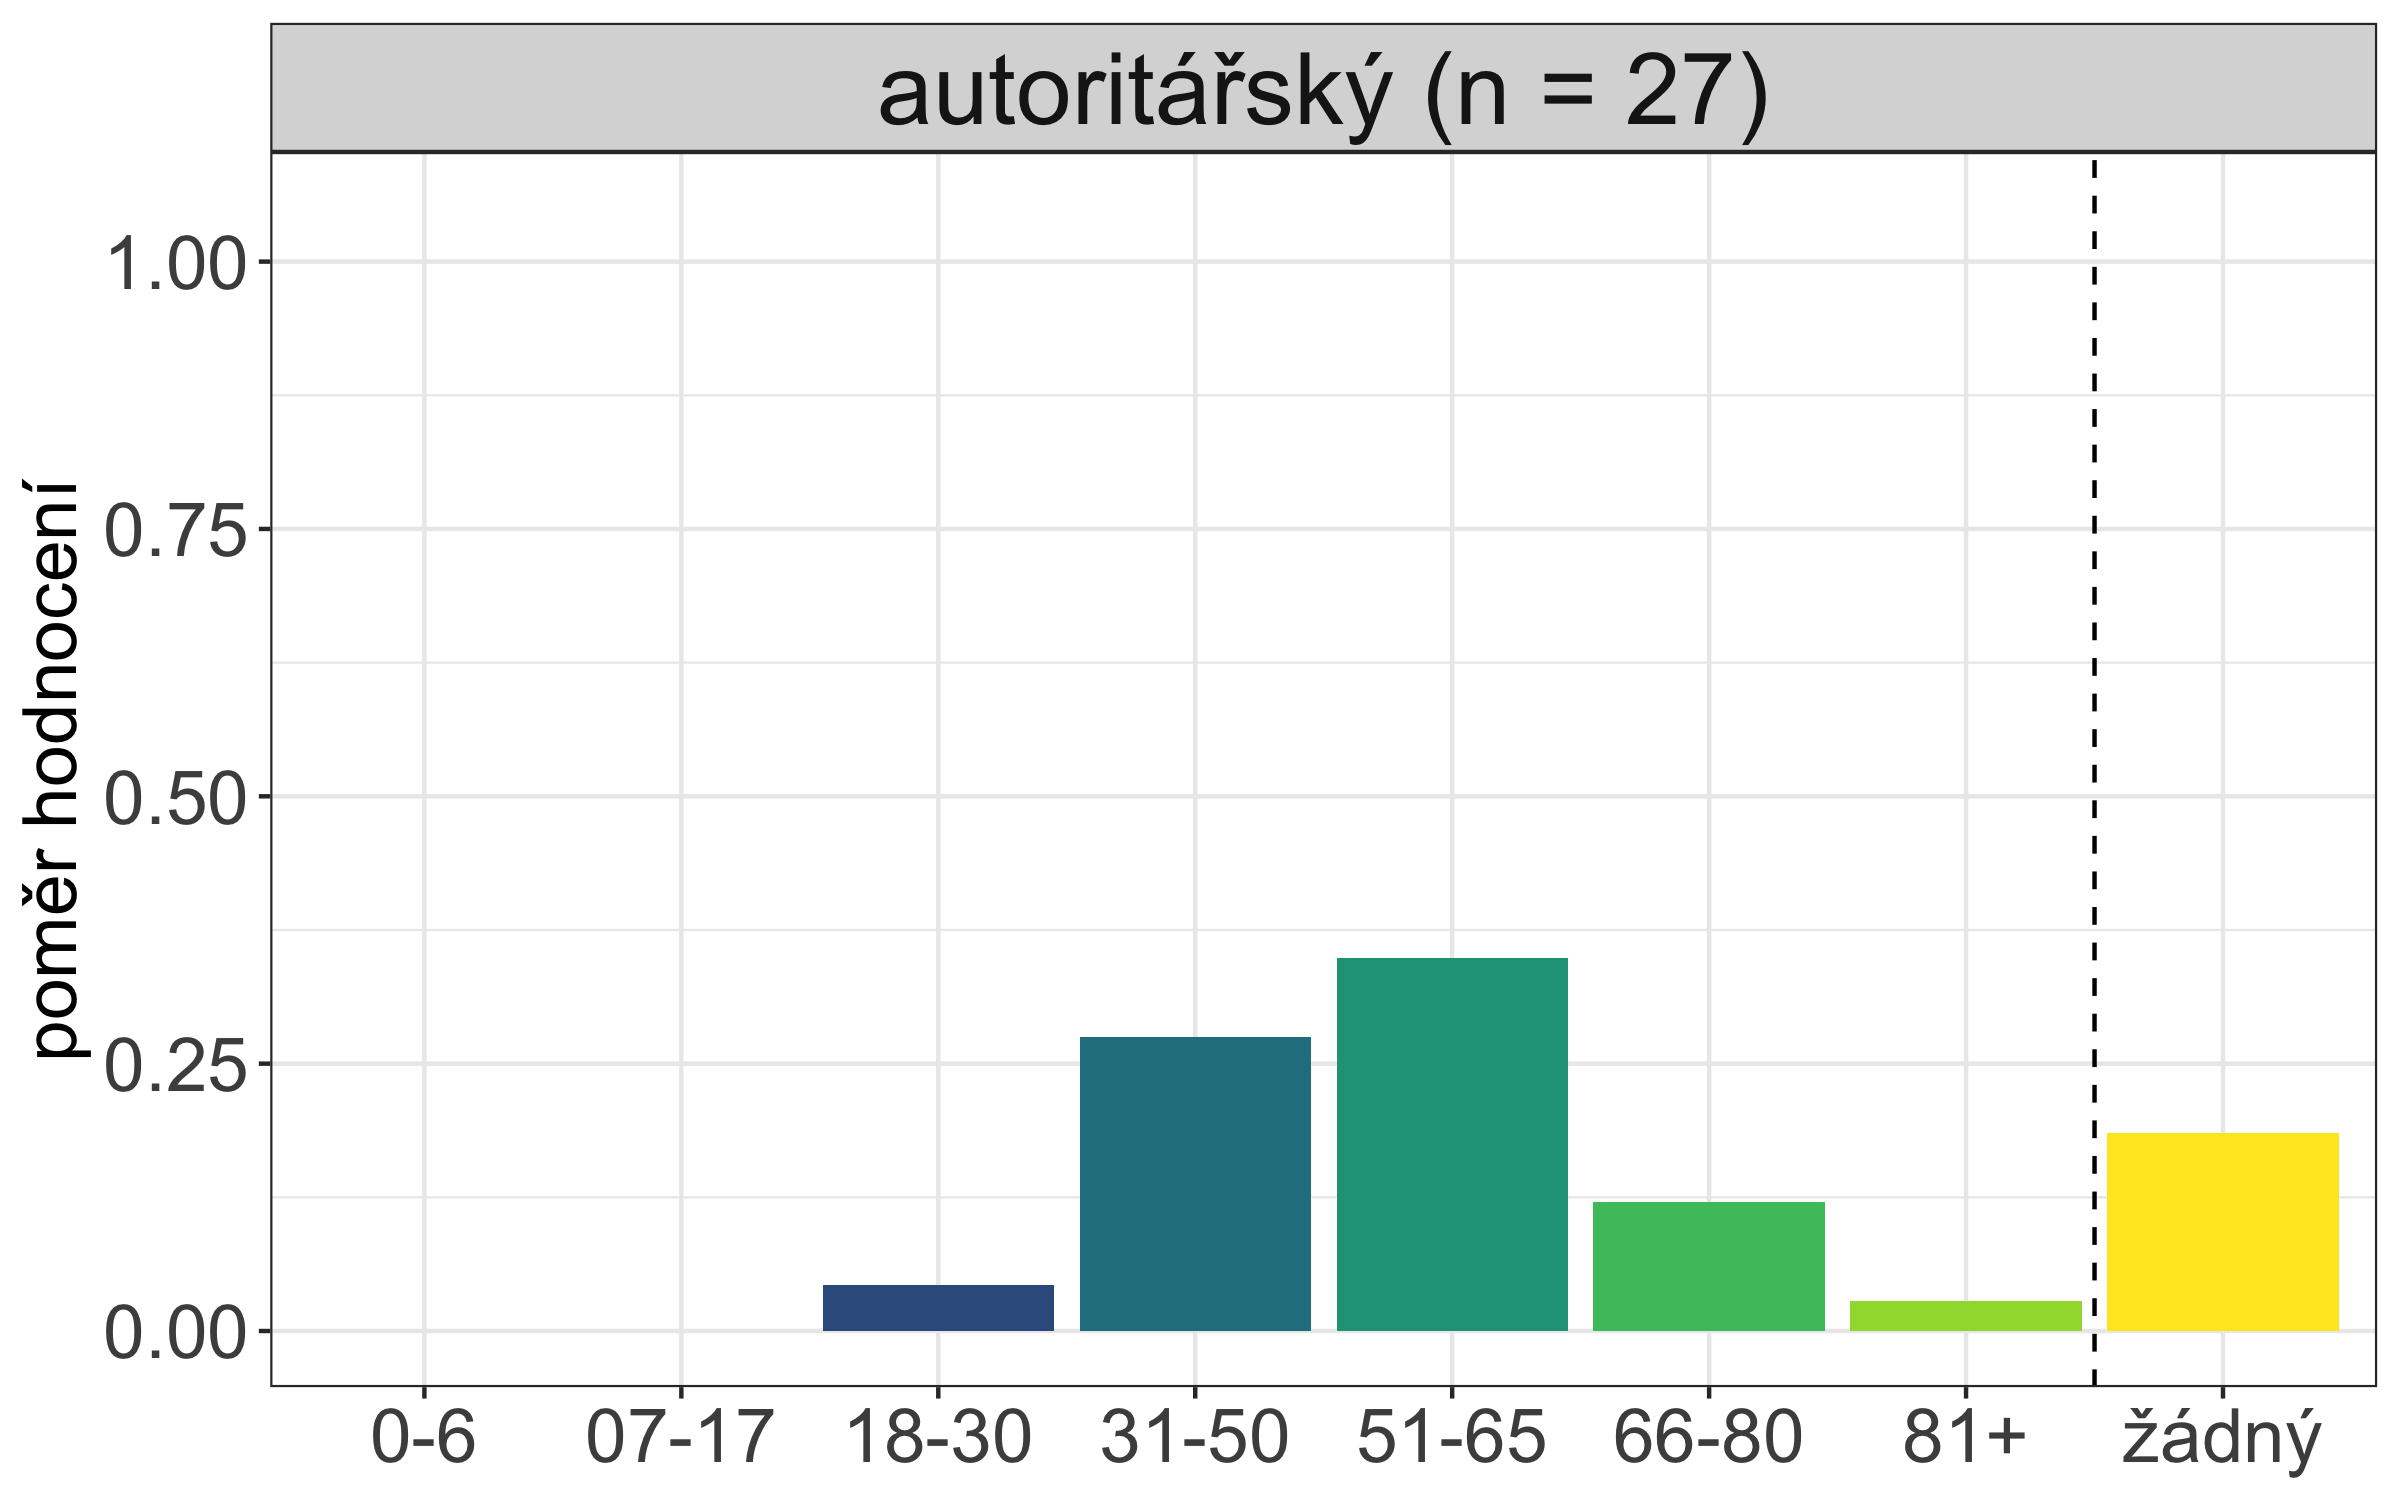 autoritářský (n = 27)
poměr hodnocení
1.00
0.75
0.50
0.25
0.00
0-6 07-17 18-30 31-50 51-65 66-80 81+ žádný